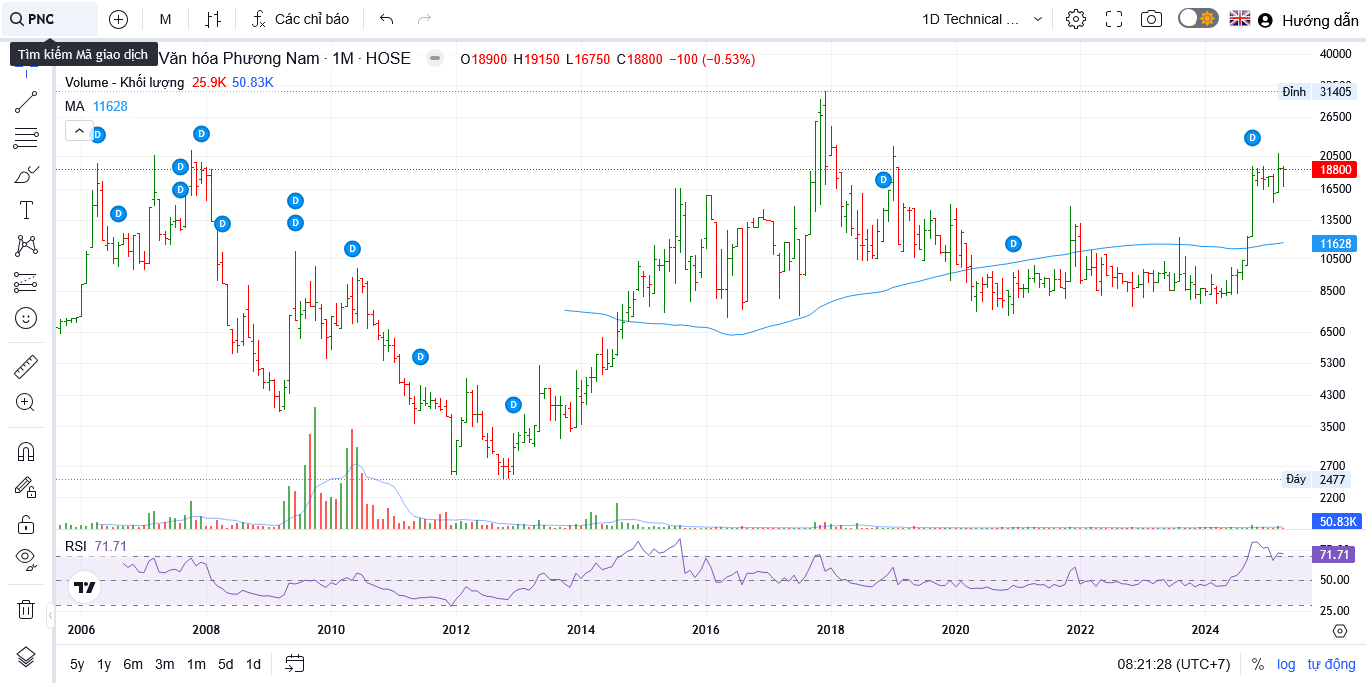 PNC
M
Các chỉ báo
1D Technical ...
Hướng dẫn
Tìm kiếm Mã giao dịch
Văn hóa Phương Nam · 1M · HOSE
O18900 H19150 L16750 C18800 −100 (−0.53%)
Volume - Khối lượng 25.9K 50.83K
MA 11628
D
D
D
D
D
D
D
D
D
D
D
D
D
D
40000
Đỉnh 31405
26500
20500
18800
16500
13500
11628
10500
8500
6500
5300
4300
3500
2700
Đáy 2477
2200
50.83K
RSI 71.71
71.71
50.00
25.00
2006 2008 2010 2012 2014 2016 2018 2020 2022 2024
5y 1y 6m 3m 1m 5d 1d
08:21:28 (UTC+7) % log tự động